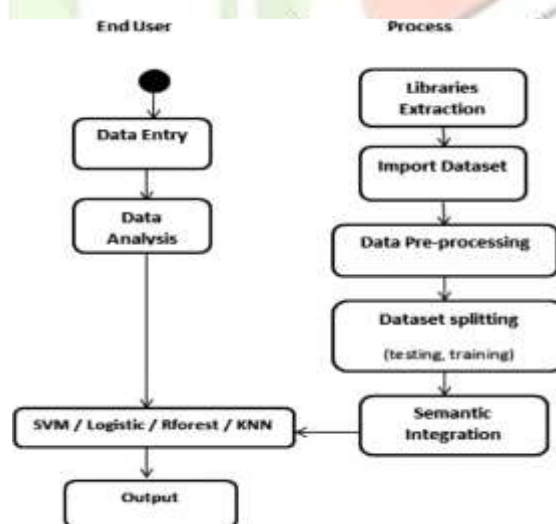 End User
Process
Data Entry
Data
Analysis
Libraries
Extraction
Import Dataset
Data Pre-processing
Dataset splitting
(testing, training)
Semantic
Integration
SVM / Logistic / Rforest / KNN
Output